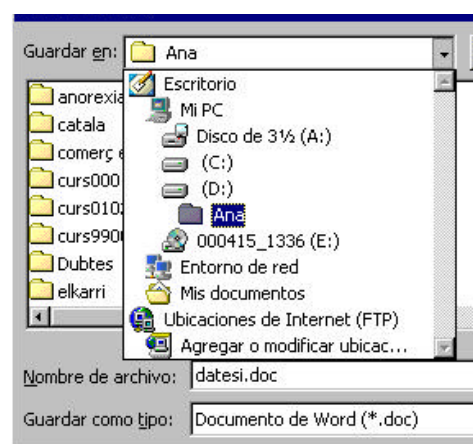 Guardar en: Ana
Escritorio
anorexia
Mi PC
catala
Disco de 3½ (A:)
comerç
(C:)
curs000
(D:)
curs010
Ana
curs990
000415_1336 (E:)
Dubtes
Entorno de red
elkarri
Mis documentos
Ubicaciones de Internet (FTP)
Agregar o modificar ubicac...
Nombre de archivo: datesi.doc
Guardar como tipo: Documento de Word (*.doc)